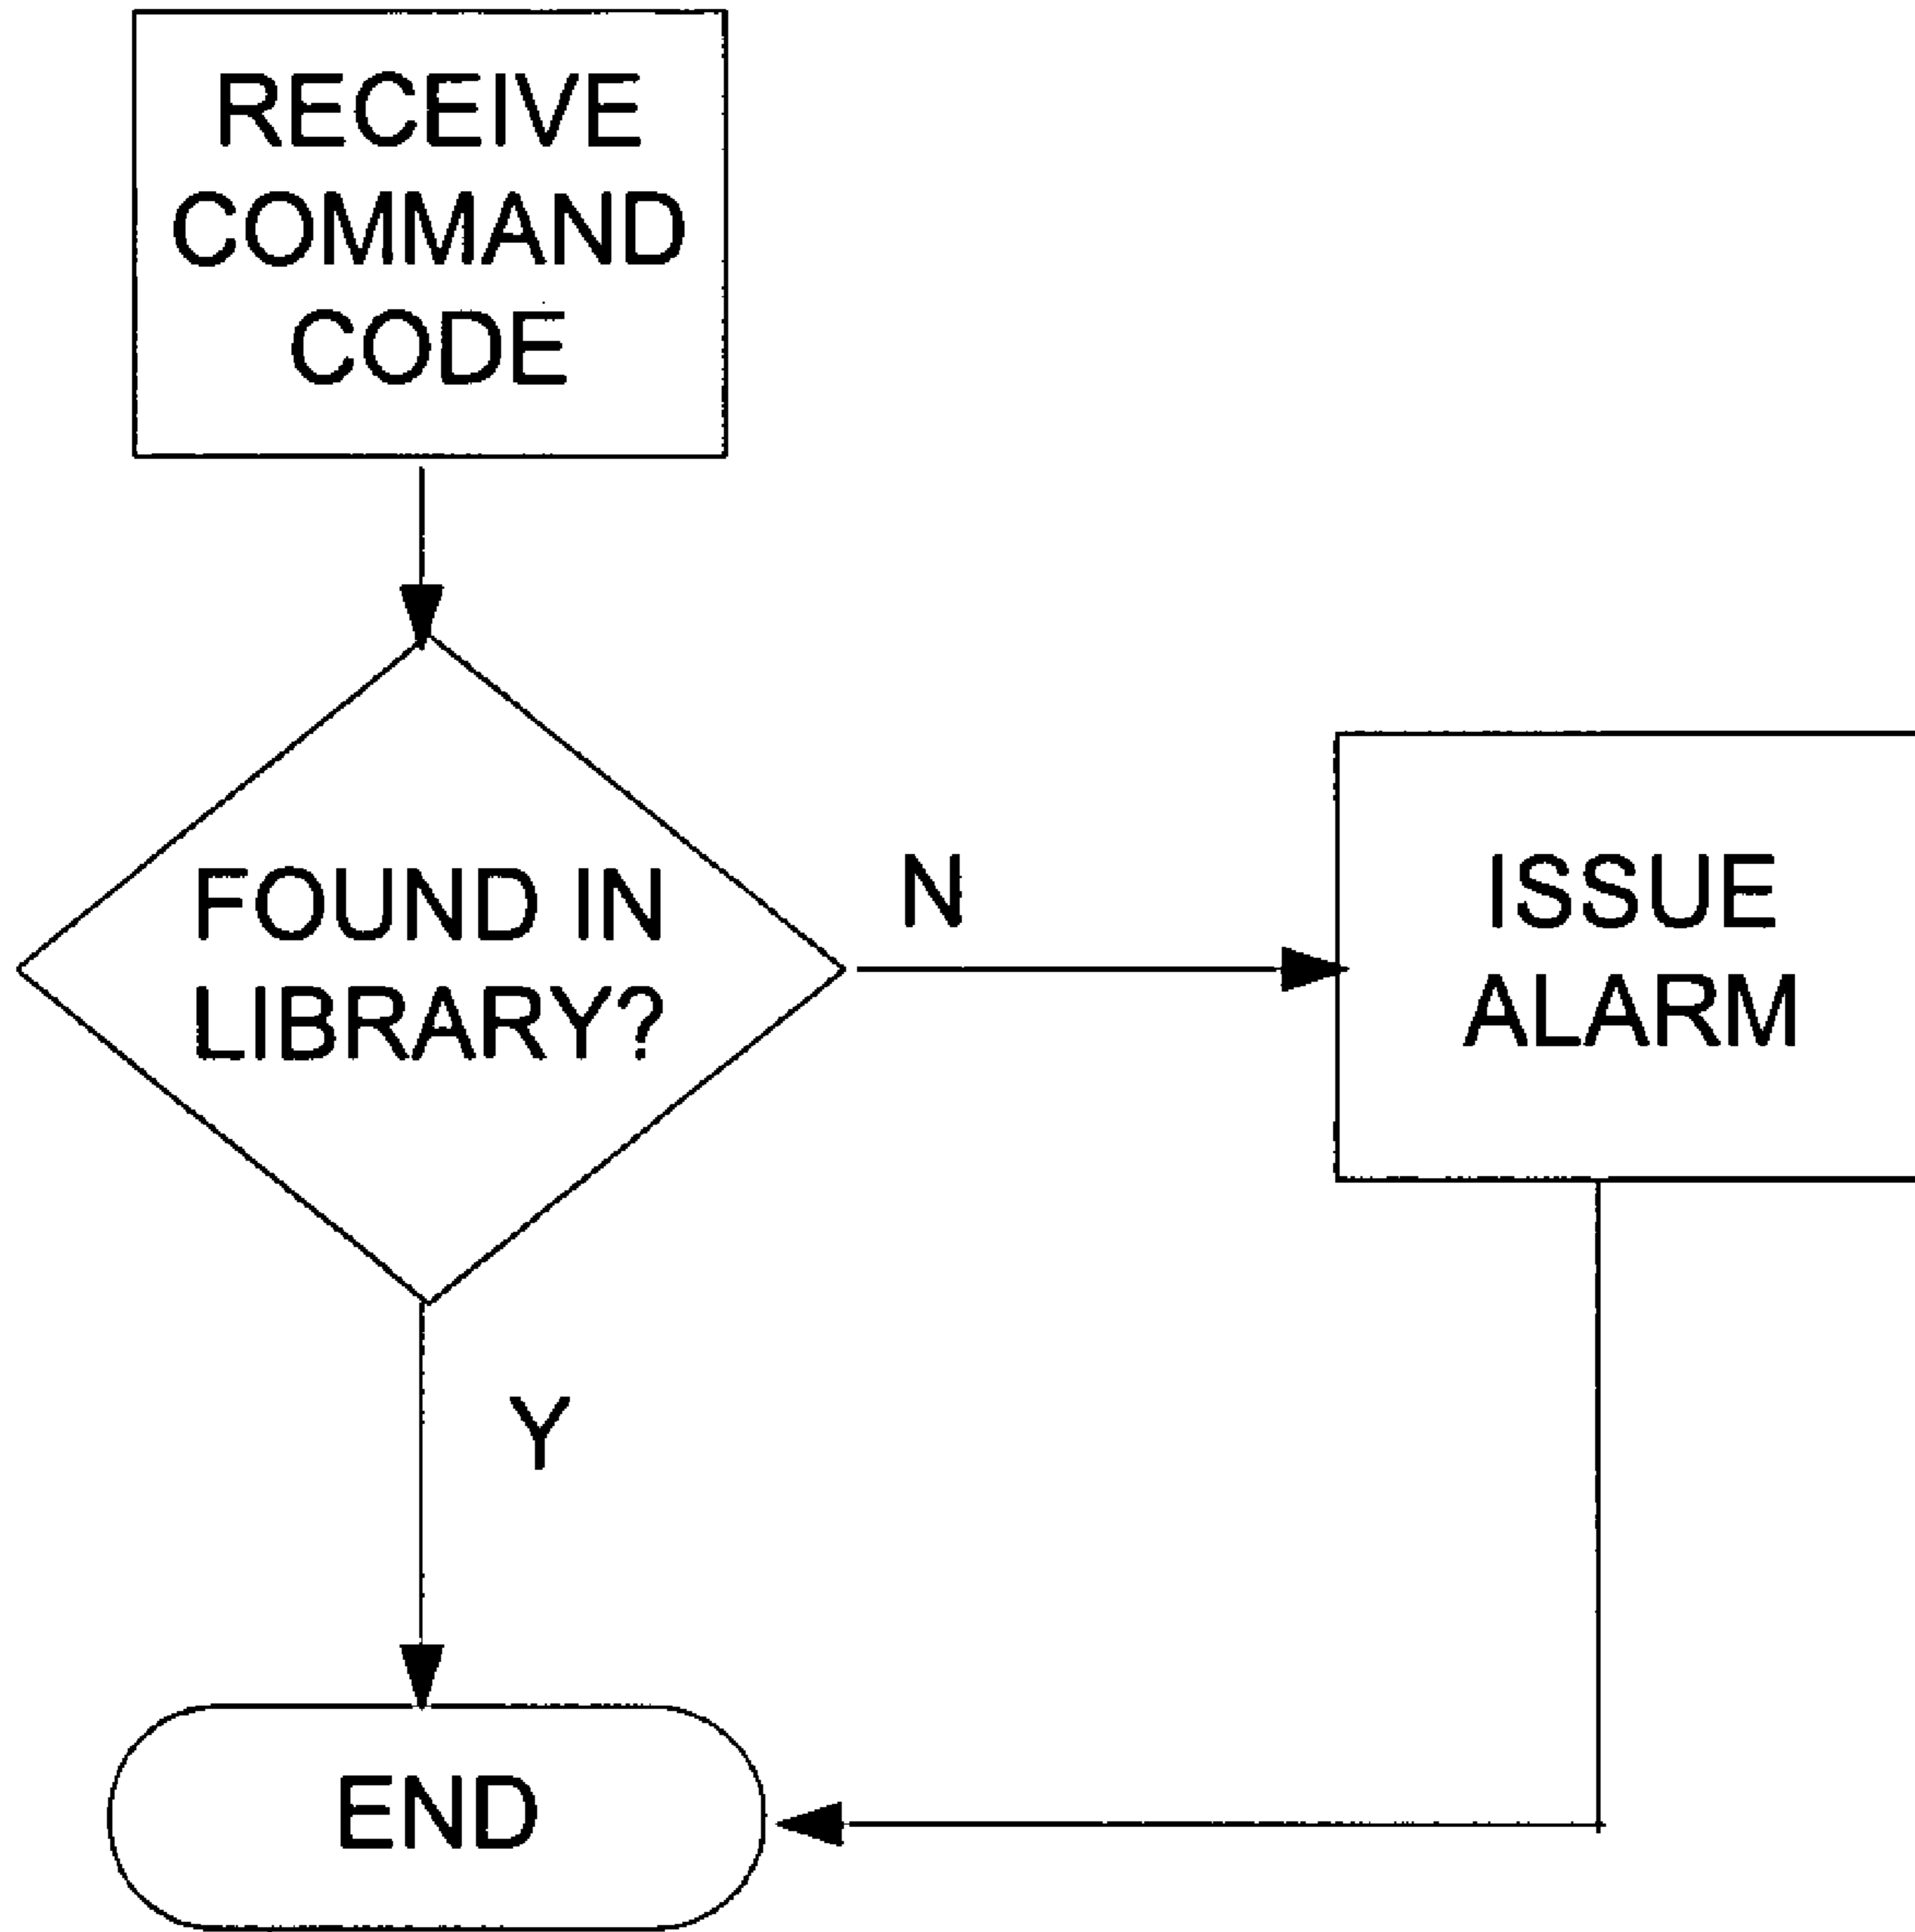 RECEIVE
COMMAND
CODE
FOUND IN
LIBRARY?
N
ISSUE
ALARM
Y
END